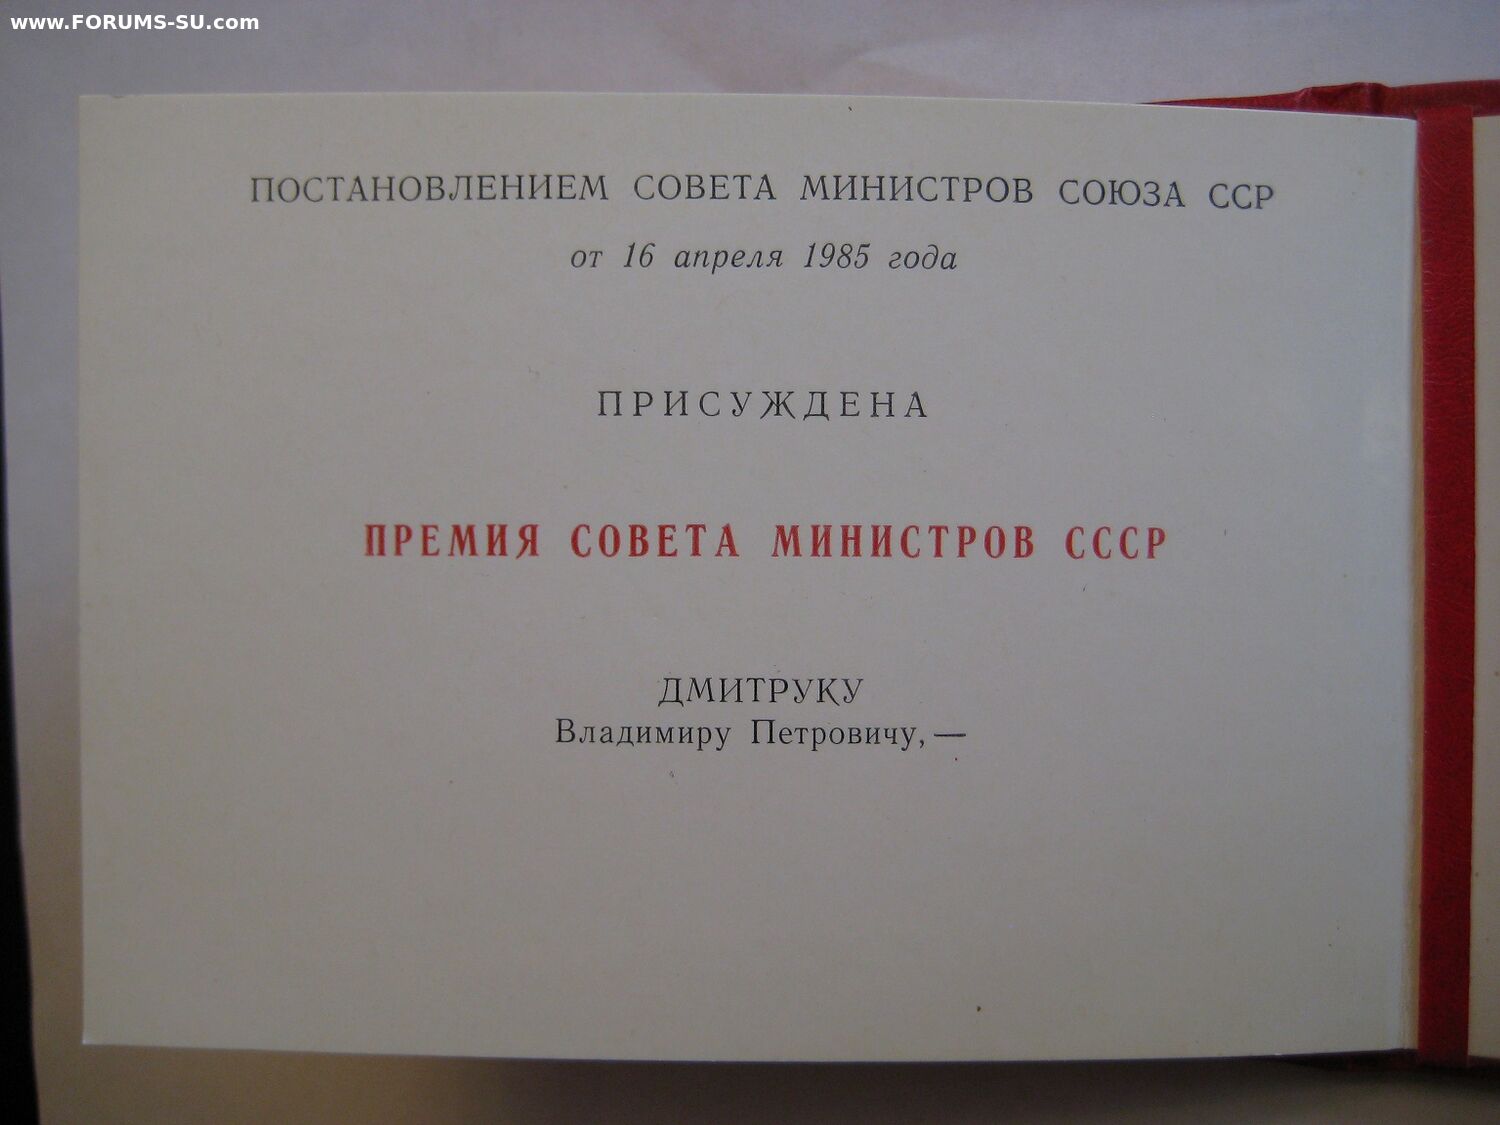 www.FORUMS-SU.com
ПОСТАНОВЛЕНИЕМ СОВЕТА МИНИСТРОВ СОЮЗА ССР
от 16 апреля 1985 года
ПРИСУЖДЕНА
ПРЕМИЯ СОВЕТА МИНИСТРОВ СССР
ДМИТРУКУ
Владимиру Петровичу, —